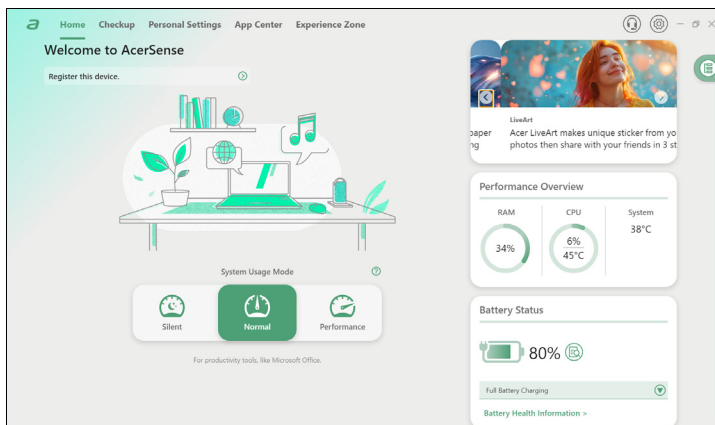 Home Checkup Personal Settings App Center Experience Zone
Welcome to AcerSense
Register this device.
LiveArt
paper
ng
Acer LiveArt makes unique sticker from yo
photos then share with your friends in 3 st
Performance Overview
RAM CPU System
34%
6%
45°C
38°C
System Usage Mode
Silent Normal Performance
For productivity tools, like Microsoft Office.
Battery Status
80%
Full Battery Charging
Battery Health Information >